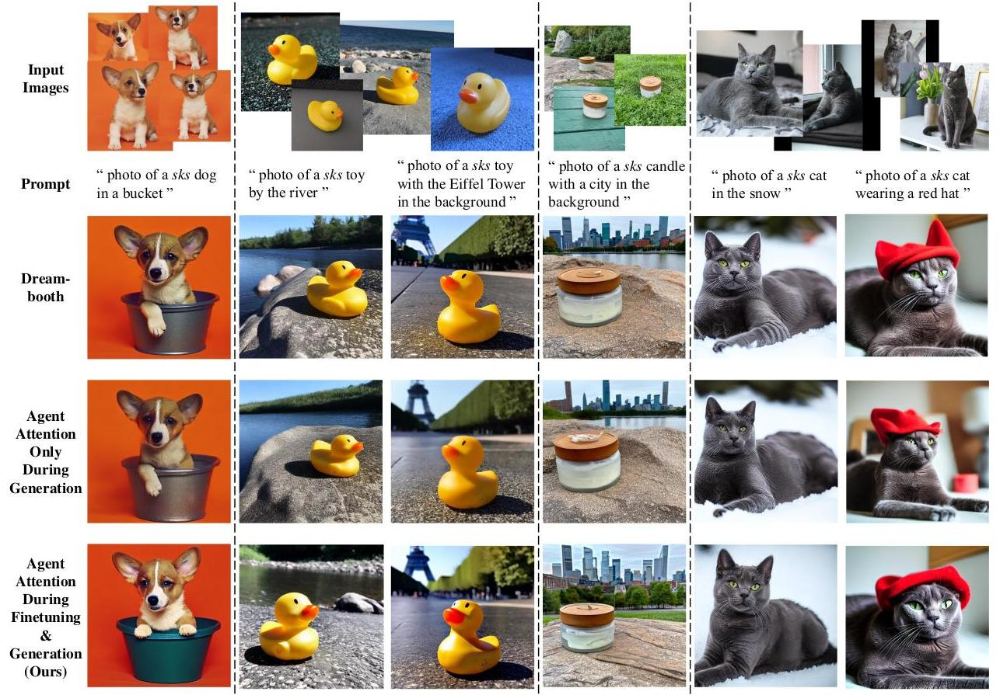 Input
Images
Prompt
“ photo of a sks dog
in a bucket ”
“ photo of a sks toy
by the river ”
“ photo of a sks toy
with the Eiffel Tower
in the background ”
“ photo of a sks candle
with a city in the
background ”
“ photo of a sks cat
in the snow ”
“ photo of a sks cat
wearing a red hat ”
Dream-
booth
Agent
Attention
Only
During
Generation
Agent
Attention
During
Finetuning
&
Generation
(Ours)